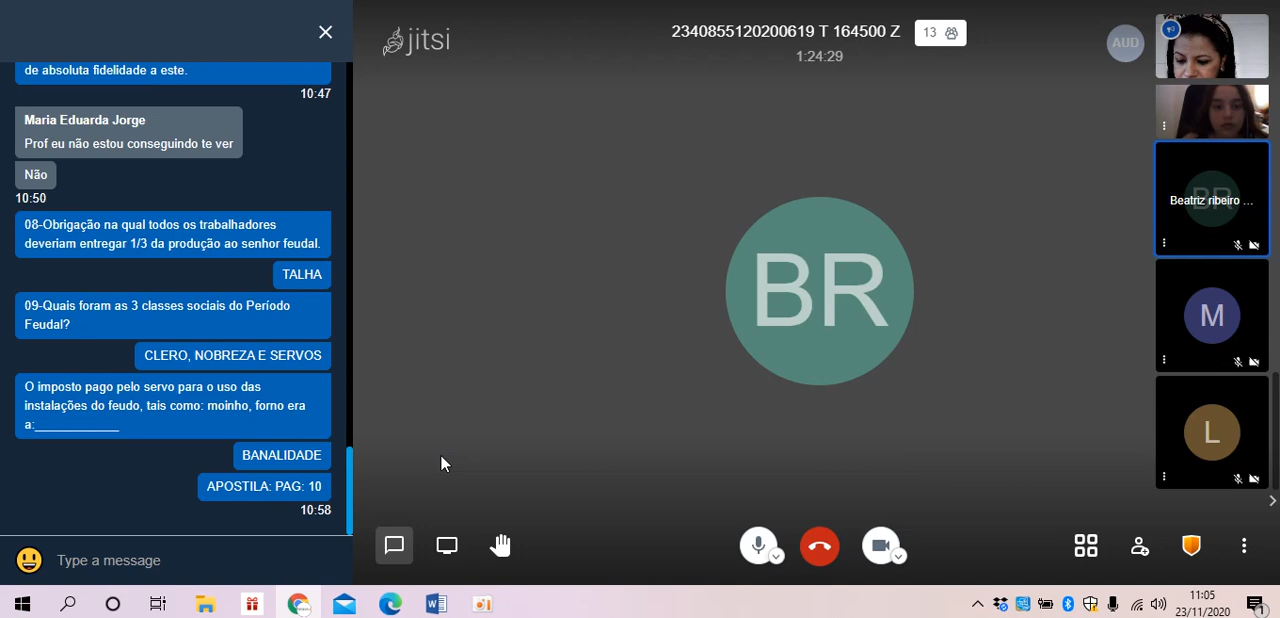 de absoluta fidelidade a este.
10:47
Maria Eduarda Jorge
Prof eu não estou conseguindo te ver
Não
10:50
08-Obrigação na qual todos os trabalhadores
deveriam entregar 1/3 da produção ao senhor feudal.
TALHA
09-Quais foram as 3 classes sociais do Período
Feudal?
CLERO, NOBREZA E SERVOS
O imposto pago pelo servo para o uso das
instalações do feudo, tais como: moinho, forno era
a:_____________
BANALIDADE
APOSTILA: PAG: 10
10:58
Type a message
jitsi
2340855120200619 T 164500 Z
13
1:24:29
BR
AUD
BR
Beatriz ribeiro ...
M
L
11:05
23/11/2020
1